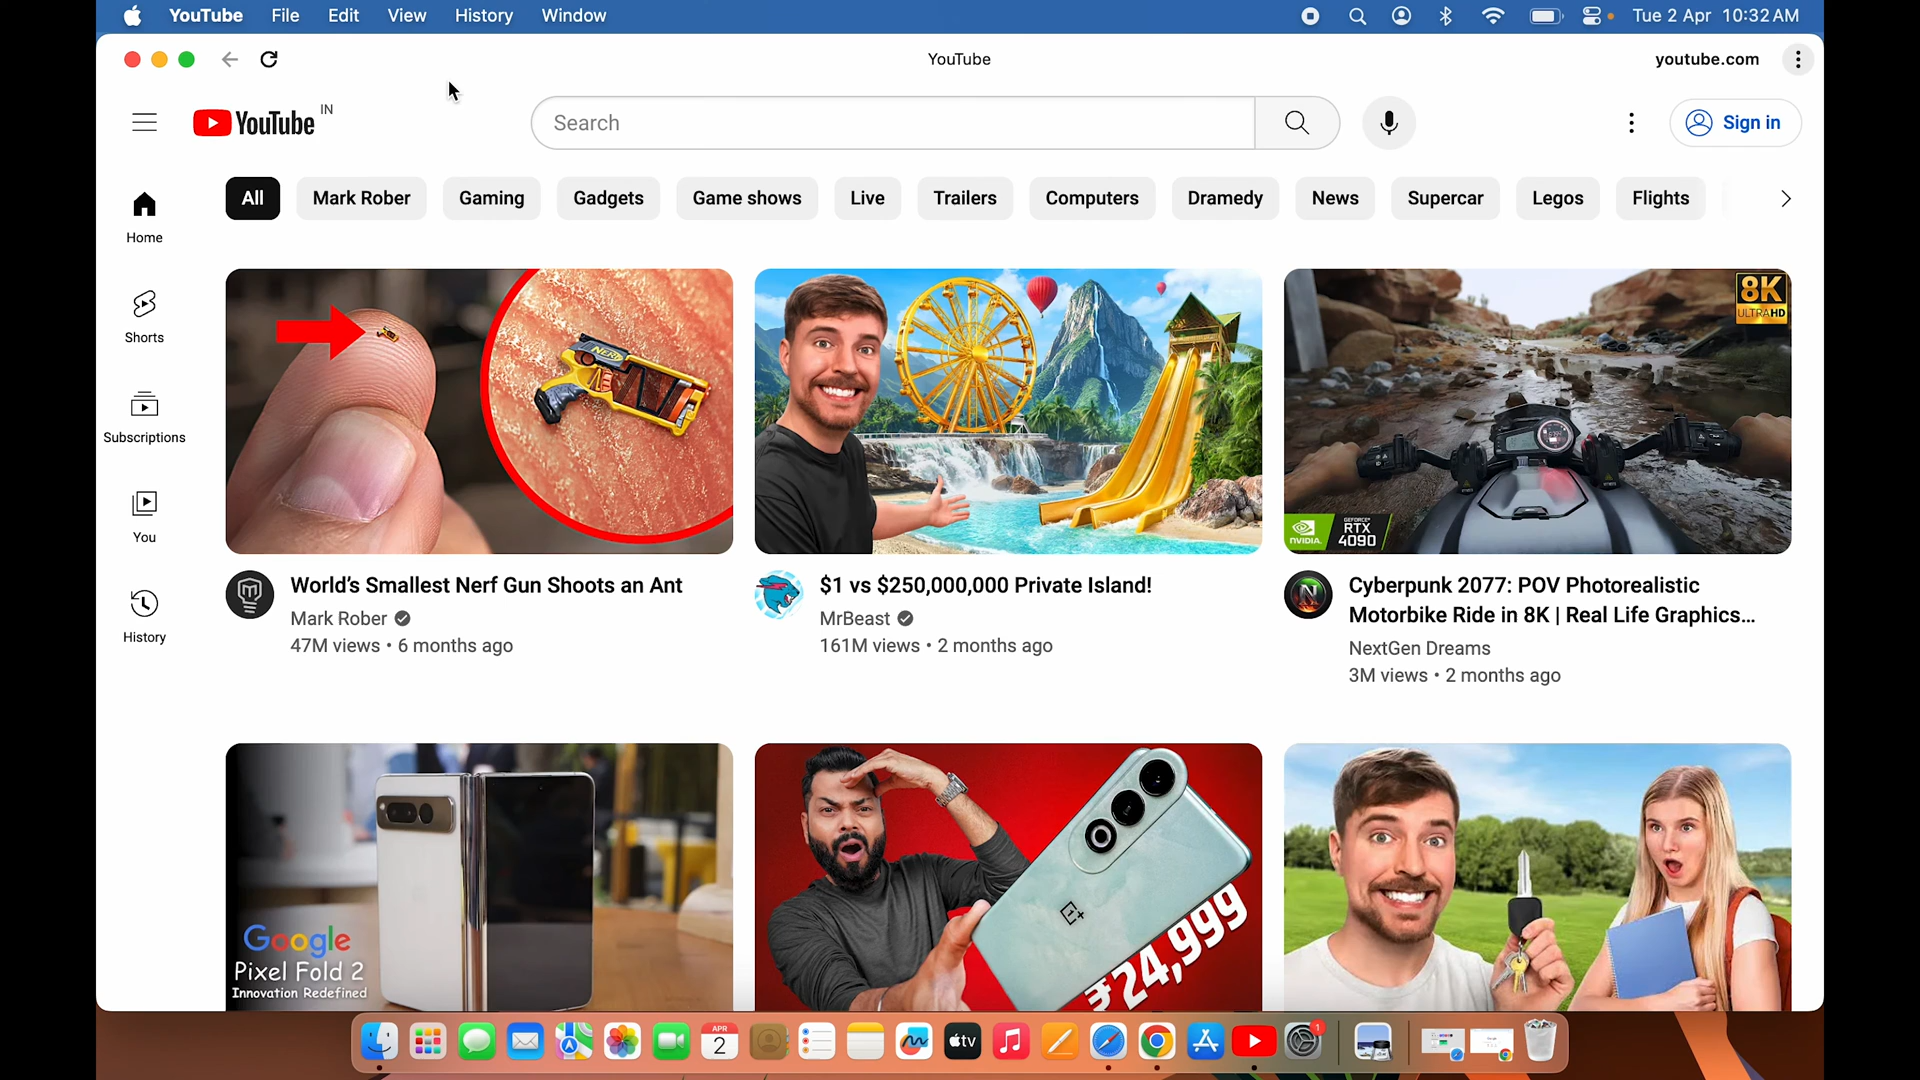 YouTube File Edit View History Window Tue 2 Apr 10:32 AM
YouTube youtube.com
YouTube IN Search Sign in
All Mark Rober Gaming Gadgets Game shows Live Trailers Computers Dramedy News Supercar Legos Flights
Home
Shorts
Subscriptions
You
History
NERF
8K
ULTRA HD
NVIDIA.
GEFORCE
RTX
4090
World's Smallest Nerf Gun Shoots an Ant
Mark Rober
47M views • 6 months ago
$1 vs $250,000,000 Private Island!
MrBeast
161M views • 2 months ago
Cyberpunk 2077: POV Photorealistic
Motorbike Ride in 8K | Real Life Graphics...
NextGen Dreams
3M views • 2 months ago
Google
Pixel Fold 2
Innovation Redefined
₹24,999
APR
2
tv
1